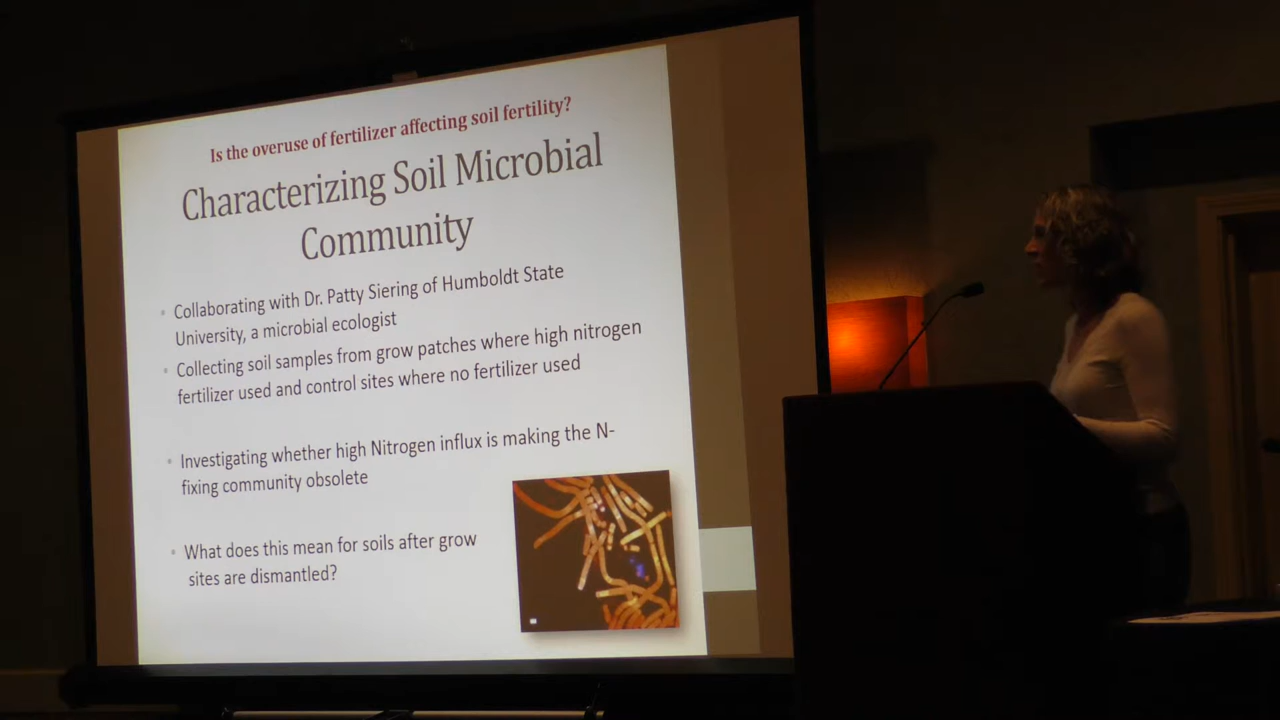 Is the overuse of fertilizer affecting soil fertility?
Characterizing Soil Microbial
Community
• Collaborating with Dr. Patty Siering of Humboldt State
University, a microbial ecologist
• Collecting soil samples from grow patches where high nitrogen
fertilizer used and control sites where no fertilizer used
• Investigating whether high Nitrogen influx is making the N-
fixing community obsolete
• What does this mean for soils after grow
sites are dismantled?